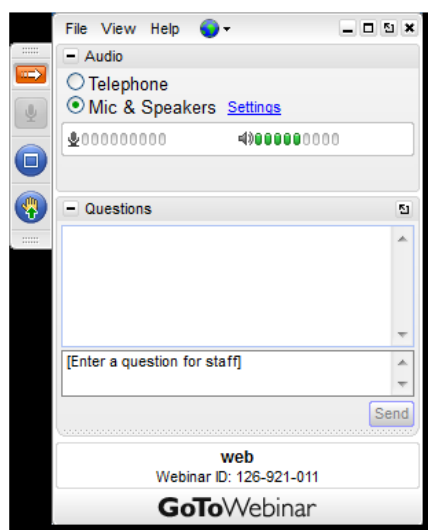 File View Help
Audio
Telephone
Mic & Speakers Settings
Questions
[Enter a question for staff]
Send
web
Webinar ID: 126-921-011
GoToWebinar